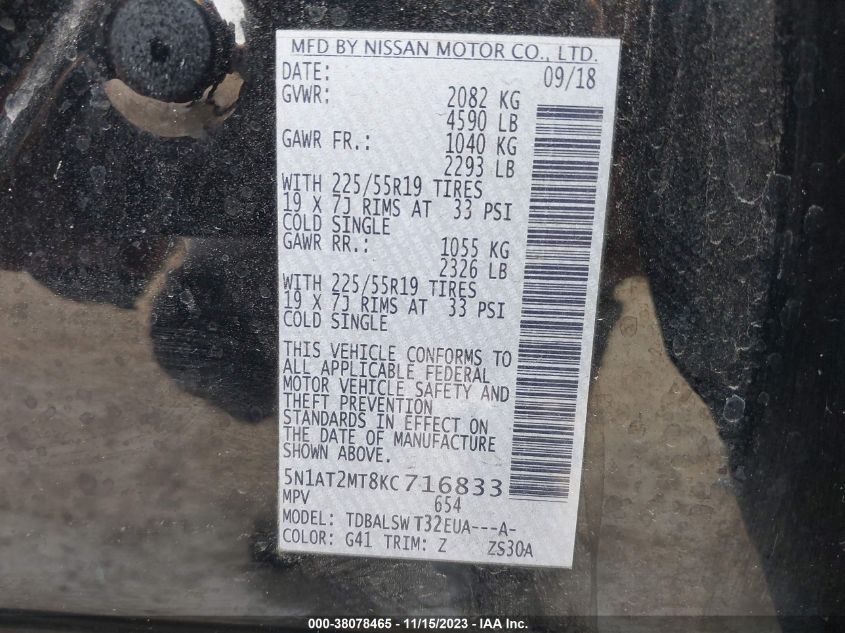 MFD BY NISSAN MOTOR CO., LTD.
DATE: 09/18
GVWR: 2082 KG
4590 LB
GAWR FR.: 1040 KG
2293 LB
WITH 225/55R19 TIRES
19 X 7J RIMS AT 33 PSI
COLD SINGLE
GAWR RR.: 1055 KG
2326 LB
WITH 225/55R19 TIRES
19 X 7J RIMS AT 33 PSI
COLD SINGLE
THIS VEHICLE CONFORMS TO
ALL APPLICABLE FEDERAL
MOTOR VEHICLE SAFETY AND
THEFT PREVENTION
STANDARDS IN EFFECT ON
THE DATE OF MANUFACTURE
SHOWN ABOVE.
5N1AT2MT8KC716833
MPV 654
MODEL: TDBALSW T32EUA---A-
COLOR: G41 TRIM: Z ZS30A
000-38078465 - 11/15/2023 - IAA Inc.